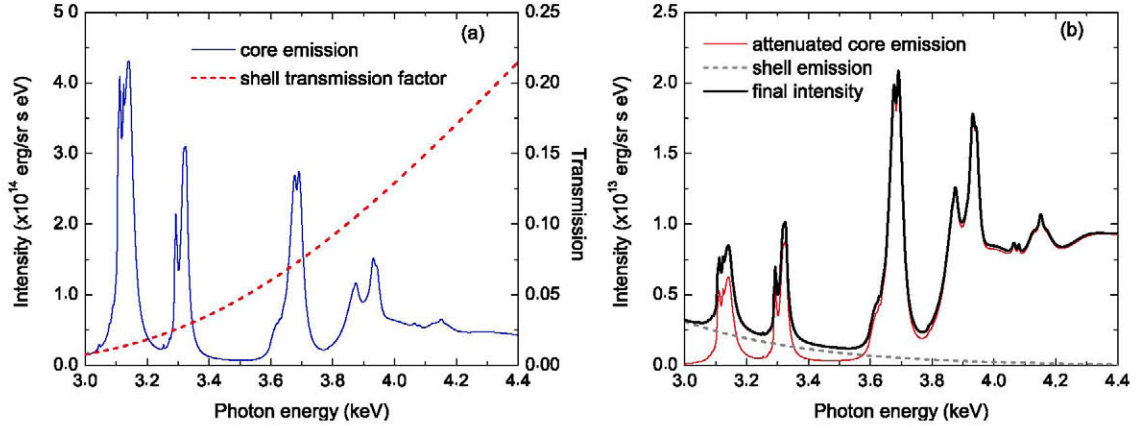 (a)
core emission
shell transmission factor
Intensity (x10¹⁴ erg/sr s eV)
5 0
4.0
3.0
2.0
1.0
0.0
0.25
0.20
0.15
0.10
0.05
0.00
Transmission
3.0 3.2 3.4 3.6 3.8 4.0 4.2 4.4
Photon energy (keV)
(b)
attenuated core emission
shell emission
final intensity
Intensity (x10¹³ erg/sr s eV)
2.5
2.0
1.5
1.0
0.5
0.0
3.0 3.2 3.4 3.6 3.8 4.0 4.2 4.4
Photon energy (keV)